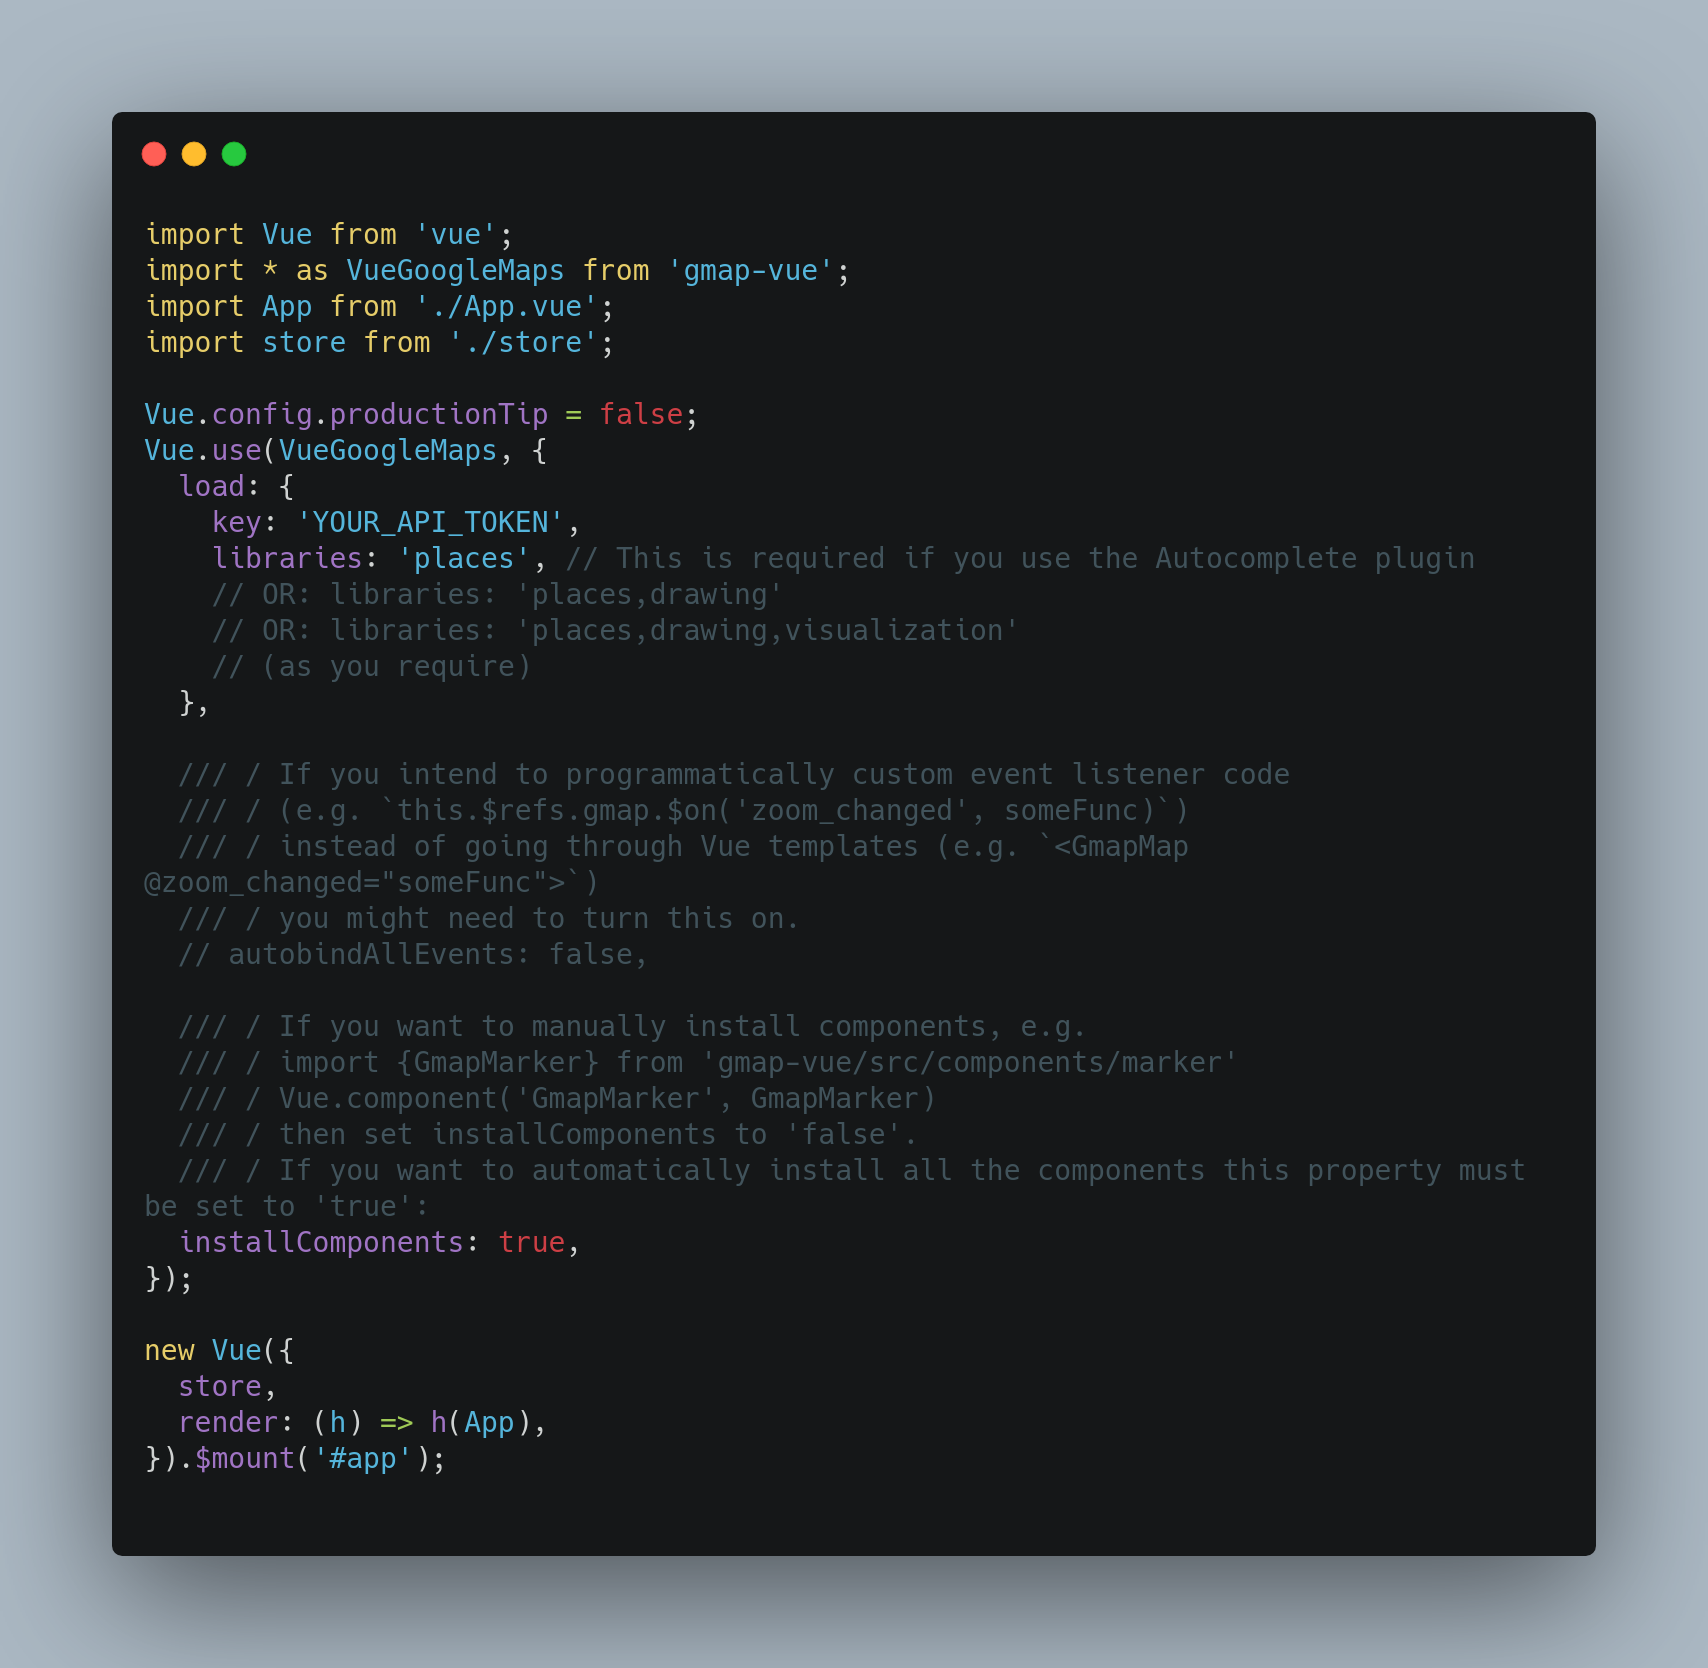 import Vue from 'vue';
import * as VueGoogleMaps from 'gmap-vue';
import App from './App.vue';
import store from './store';

Vue.config.productionTip = false;
Vue.use(VueGoogleMaps, {
  load: {
    key: 'YOUR_API_TOKEN',
    libraries: 'places', // This is required if you use the Autocomplete plugin
    // OR: libraries: 'places,drawing'
    // OR: libraries: 'places,drawing,visualization'
    // (as you require)
  },

  /// / If you intend to programmatically custom event listener code
  /// / (e.g. `this.$refs.gmap.$on('zoom_changed', someFunc)`)
  /// / instead of going through Vue templates (e.g. `<GmapMap
@zoom_changed="someFunc">`)
  /// / you might need to turn this on.
  // autobindAllEvents: false,

  /// / If you want to manually install components, e.g.
  /// / import {GmapMarker} from 'gmap-vue/src/components/marker'
  /// / Vue.component('GmapMarker', GmapMarker)
  /// / then set installComponents to 'false'.
  /// / If you want to automatically install all the components this property must
be set to 'true':
  installComponents: true,
});

new Vue({
  store,
  render: (h) => h(App),
}).$mount('#app');